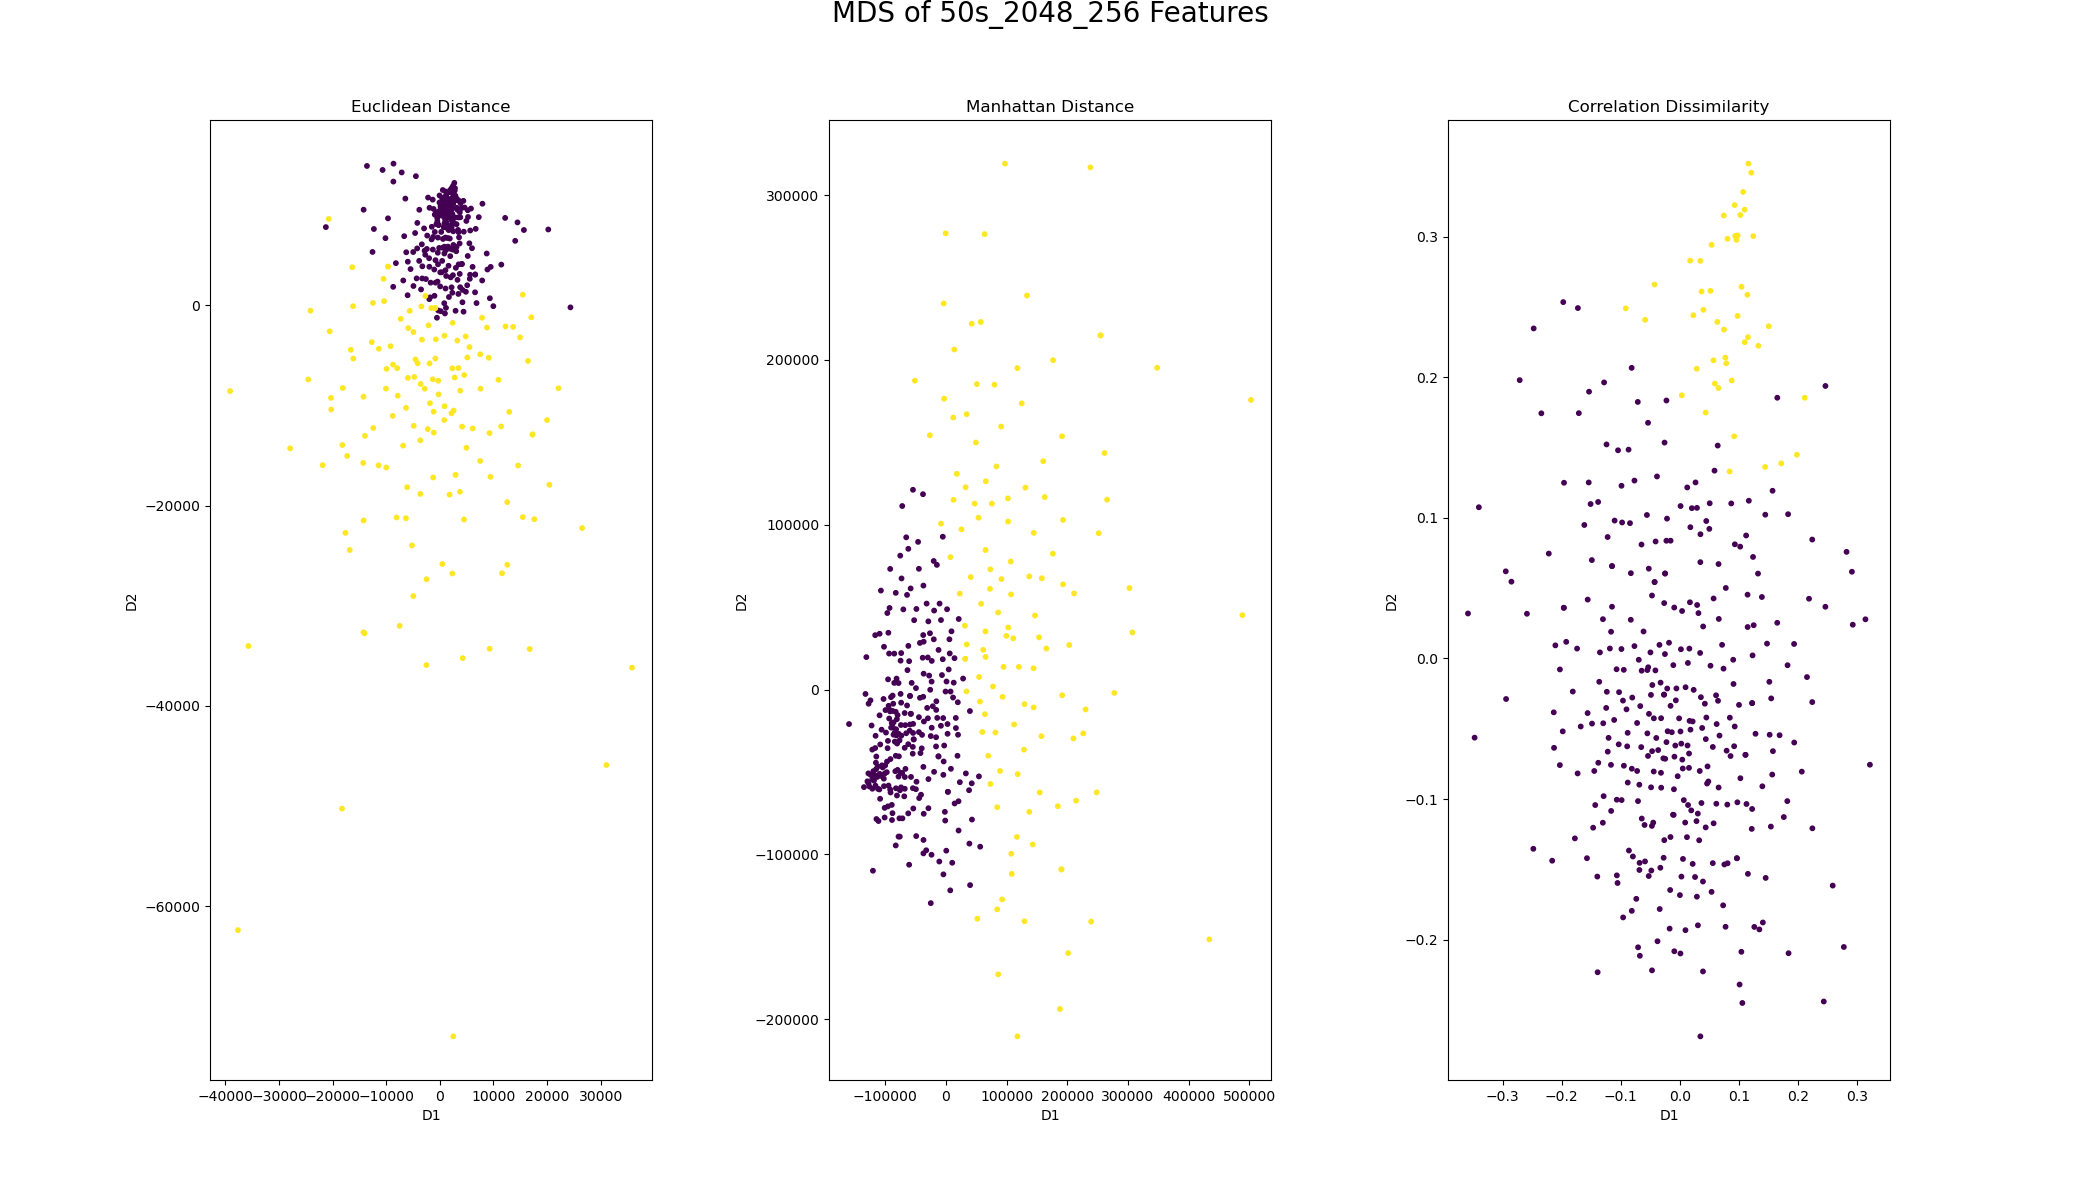 MDS of 50s_2048_256 Features
Euclidean Distance
D2
0
−20000
−40000
−60000
−40000 −30000 −20000 −10000 0 10000 20000 30000
D1
Manhattan Distance
D2
300000
200000
100000
0
−100000
−200000
−100000 0 100000 200000 300000 400000 500000
D1
Correlation Dissimilarity
D2
0.3
0.2
0.1
0.0
−0.1
−0.2
−0.3 −0.2 −0.1 0.0 0.1 0.2 0.3
D1